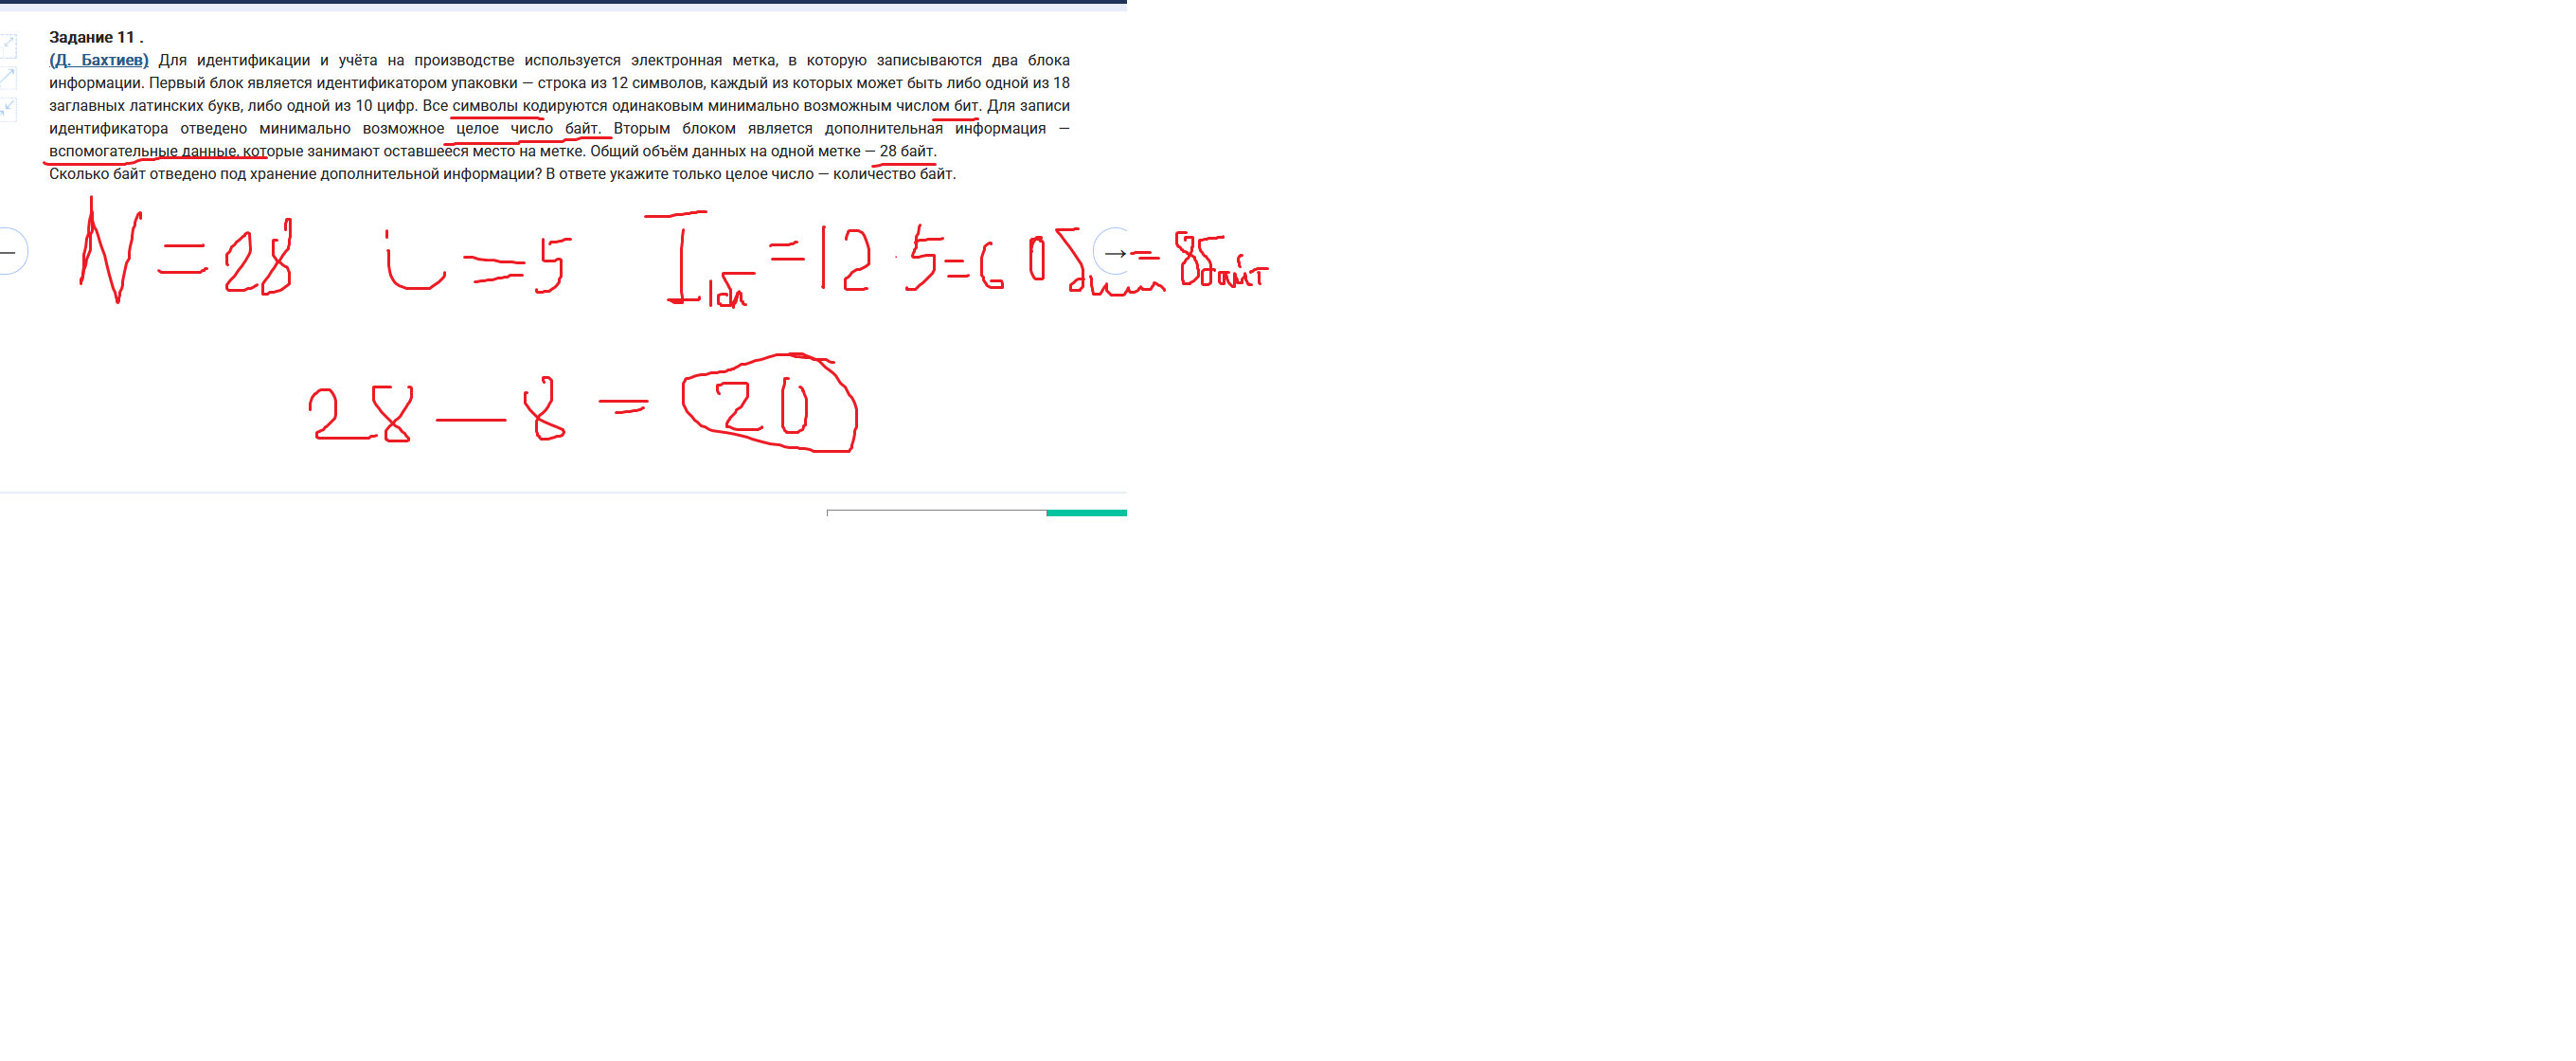 Задание 11 .
(Д. Бахтиев) Для идентификации и учёта на производстве используется электронная метка, в которую записываются два блока
информации. Первый блок является идентификатором упаковки — строка из 12 символов, каждый из которых может быть либо одной из 18
заглавных латинских букв, либо одной из 10 цифр. Все символы кодируются одинаковым минимально возможным числом бит. Для записи
идентификатора отведено минимально возможное целое число байт. Вторым блоком является дополнительная информация —
вспомогательные данные, которые занимают оставшееся место на метке. Общий объём данных на одной метке — 28 байт.
Сколько байт отведено под хранение дополнительной информации? В ответе укажите только целое число — количество байт.
N = 28 i = 5 I = 12 · 5 = 60 бит → = 8 байт
28 — 8 = 20